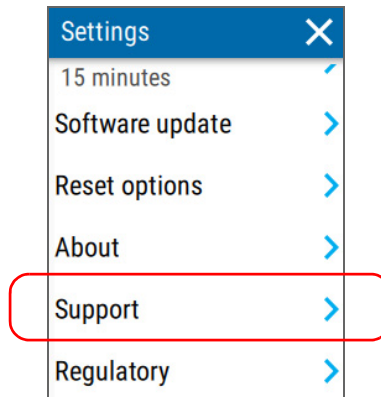 Settings
15 minutes
Software update
Reset options
About
Support
Regulatory